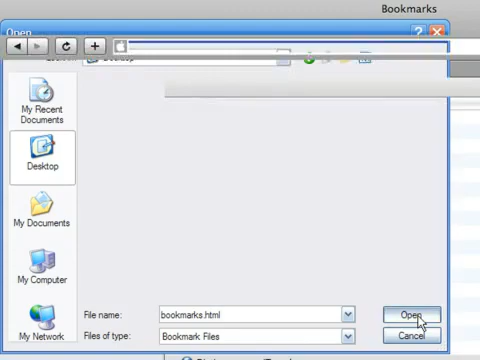 Bookmarks
Open
Desktop
My Recent
Documents
Desktop
My Documents
My Computer
My Network
File name:
bookmarks.html
Open
Files of type:
Bookmark Files
Cancel